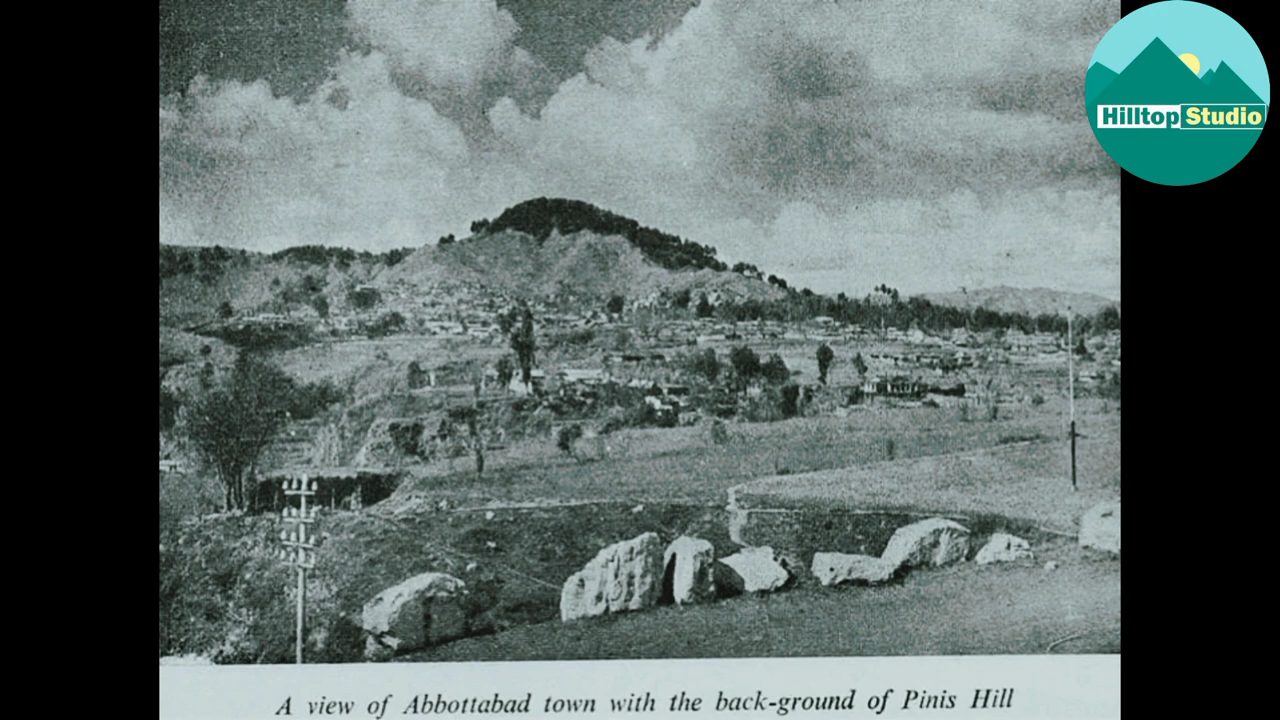 Hilltop Studio
A view of Abbottabad town with the back-ground of Pinis Hill